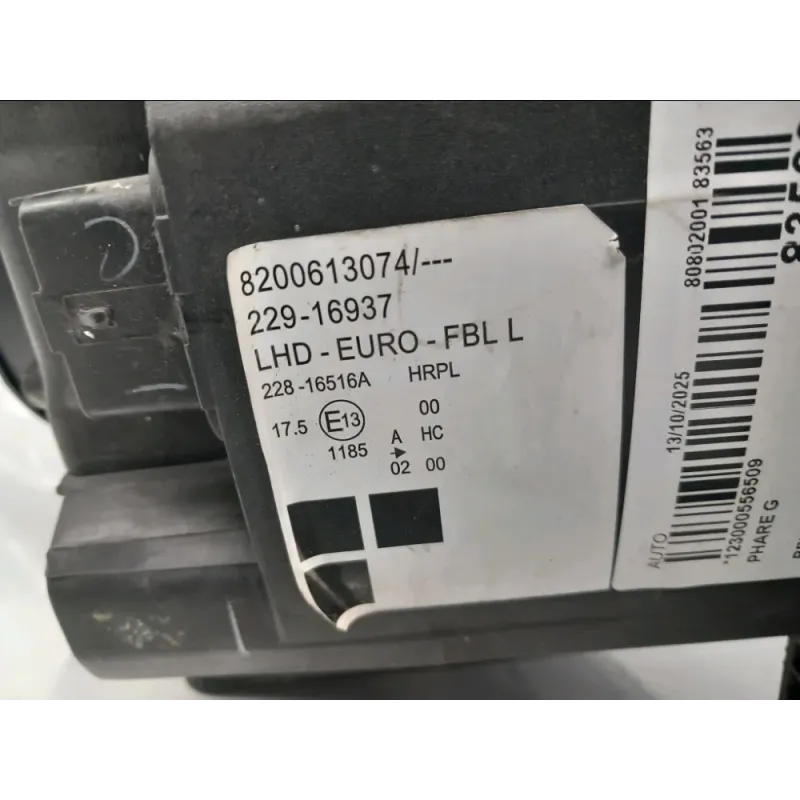 8200613074/---
229-16937
LHD - EURO - FBL L
228 -16516A HRPL
17.5 E13 00
1185 A HC
02 00
80802001 83563
13/10/2025
AUTO
*123000556509
PHARE G